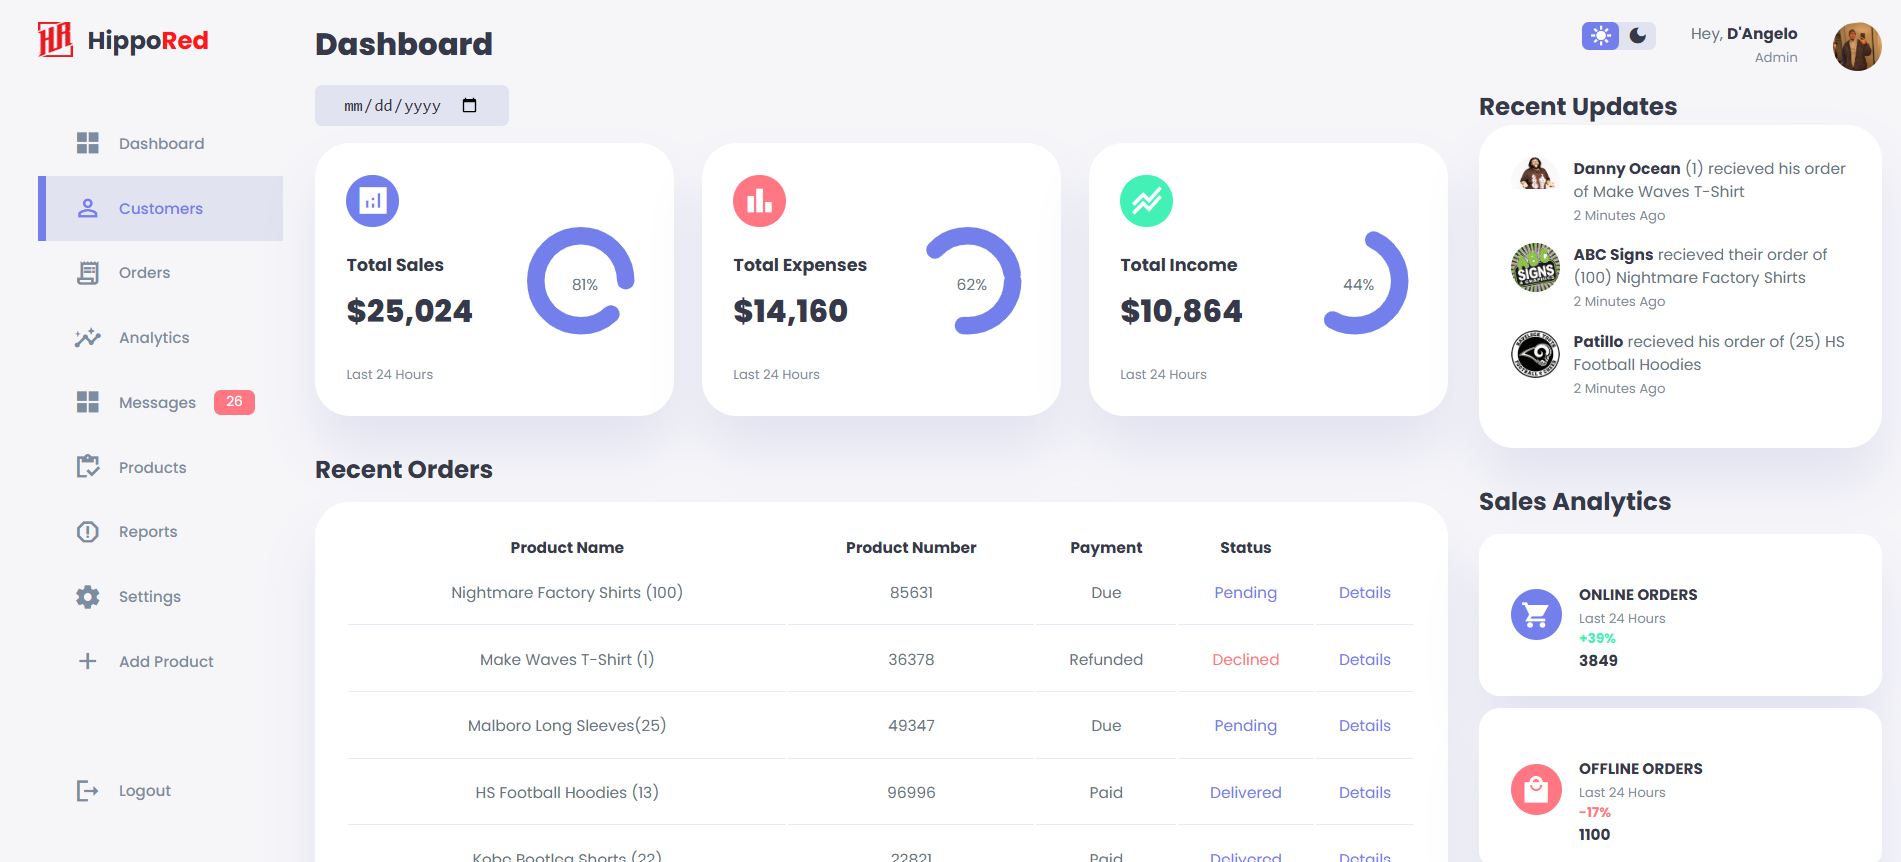 HippoRed
Dashboard
Customers
Orders
Analytics
Messages 26
Products
Reports
Settings
Add Product
Logout
Dashboard
mm/dd/yyyy
Total Sales
$25,024
81%
Last 24 Hours
Total Expenses
$14,160
62%
Last 24 Hours
Total Income
$10,864
44%
Last 24 Hours
Recent Orders
Product Name Product Number Payment Status
Nightmare Factory Shirts (100) 85631 Due Pending Details
Make Waves T-Shirt (1) 36378 Refunded Declined Details
Malboro Long Sleeves(25) 49347 Due Pending Details
HS Football Hoodies (13) 96996 Paid Delivered Details
Kobe Bootleg Shorts (22) 22821 Paid Delivered Details
Hey, D'Angelo
Admin
Recent Updates
Danny Ocean (1) recieved his order
of Make Waves T-Shirt
2 Minutes Ago
ABC
SIGNS
ABC Signs recieved their order of
(100) Nightmare Factory Shirts
2 Minutes Ago
Patillo recieved his order of (25) HS
Football Hoodies
2 Minutes Ago
Sales Analytics
ONLINE ORDERS
Last 24 Hours
+39%
3849
OFFLINE ORDERS
Last 24 Hours
-17%
1100